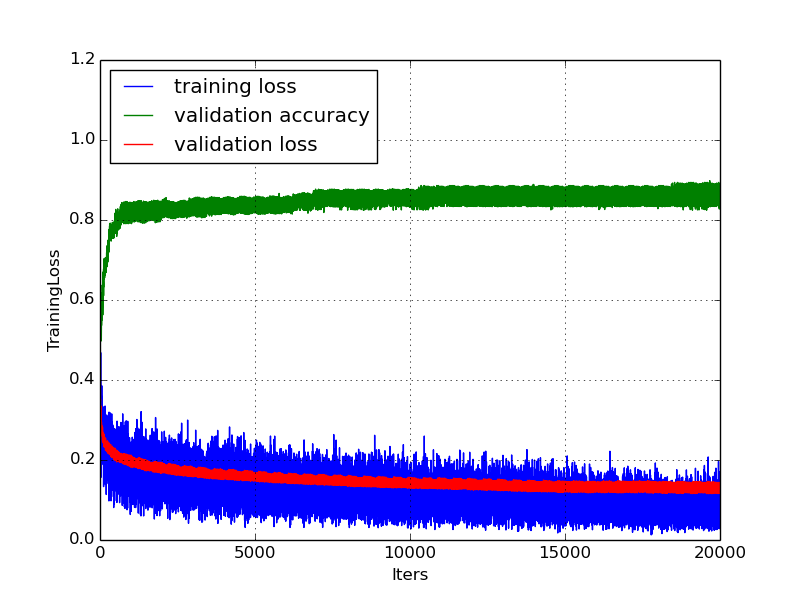 1.2
1.0
0.8
0.6
0.4
0.2
0.0
training loss
validation accuracy
validation loss
TrainingLoss
0
5000
10000
15000
20000
Iters